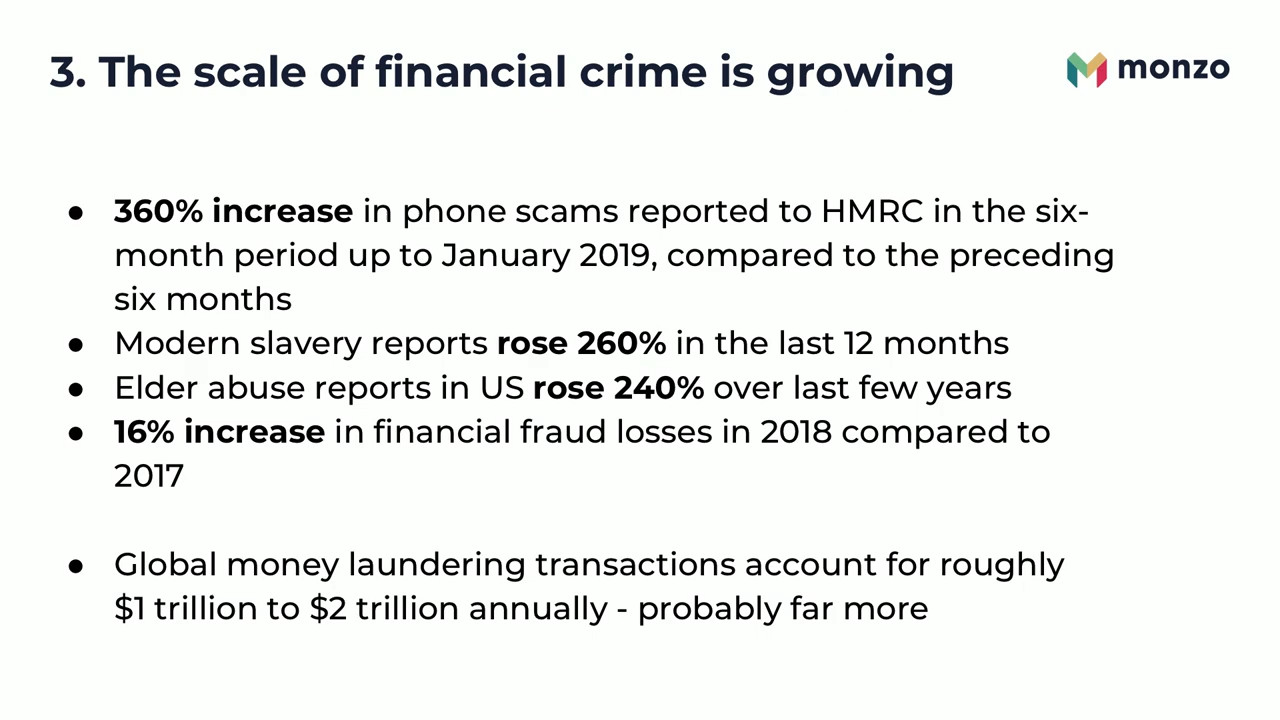 3. The scale of financial crime is growing
monzo
● 360% increase in phone scams reported to HMRC in the six-
month period up to January 2019, compared to the preceding
six months
● Modern slavery reports rose 260% in the last 12 months
● Elder abuse reports in US rose 240% over last few years
● 16% increase in financial fraud losses in 2018 compared to
2017
● Global money laundering transactions account for roughly
$1 trillion to $2 trillion annually - probably far more